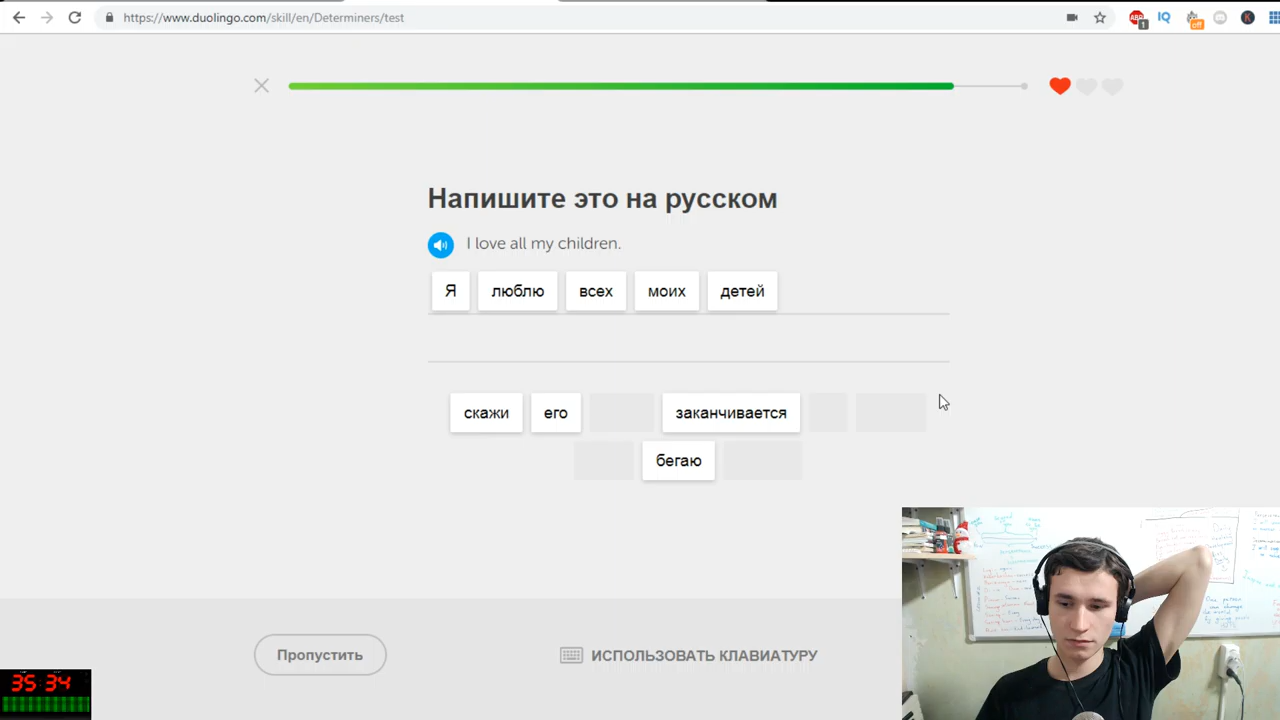 https://www.duolingo.com/skill/en/Determiners/test
Напишите это на русском
I love all my children.
Я люблю всех моих детей
скажи его заканчивается
бегаю
Пропустить ИСПОЛЬЗОВАТЬ КЛАВИАТУРУ
35 34